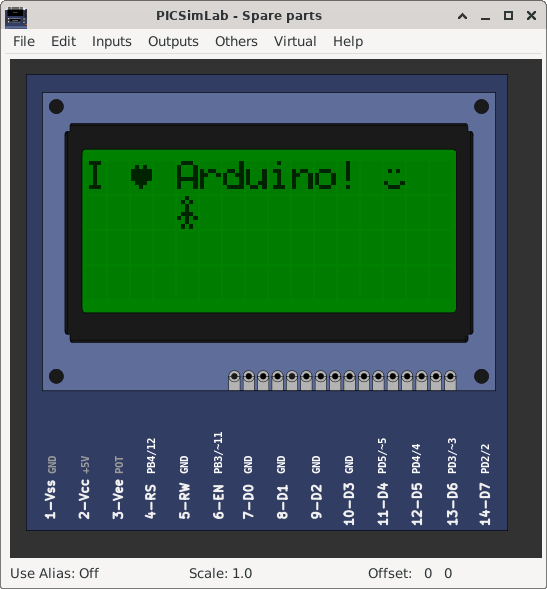 PICSimLab - Spare parts
File Edit Inputs Outputs Others Virtual Help
I ♥ Arduino!
1-Vss GND
2-Vcc +5V
3-Vee POT
4-RS PB4/12
5-RW GND
6-EN PB3/~11
7-D0 GND
8-D1 GND
9-D2 GND
10-D3 GND
11-D4 PD5/~5
12-D5 PD4/4
13-D6 PD3/~3
14-D7 PD2/2
Use Alias: Off Scale: 1.0 Offset: 0 0